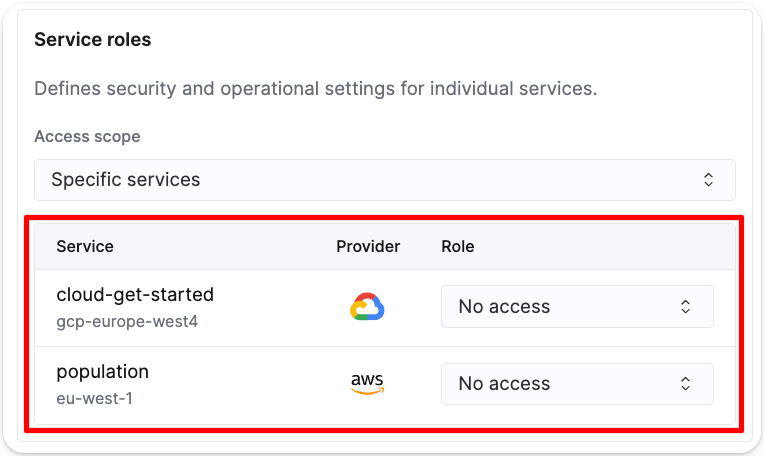 Service roles
Defines security and operational settings for individual services.
Access scope
Specific services
Service Provider Role
cloud-get-started
gcp-europe-west4
No access
population
eu-west-1
aws
No access